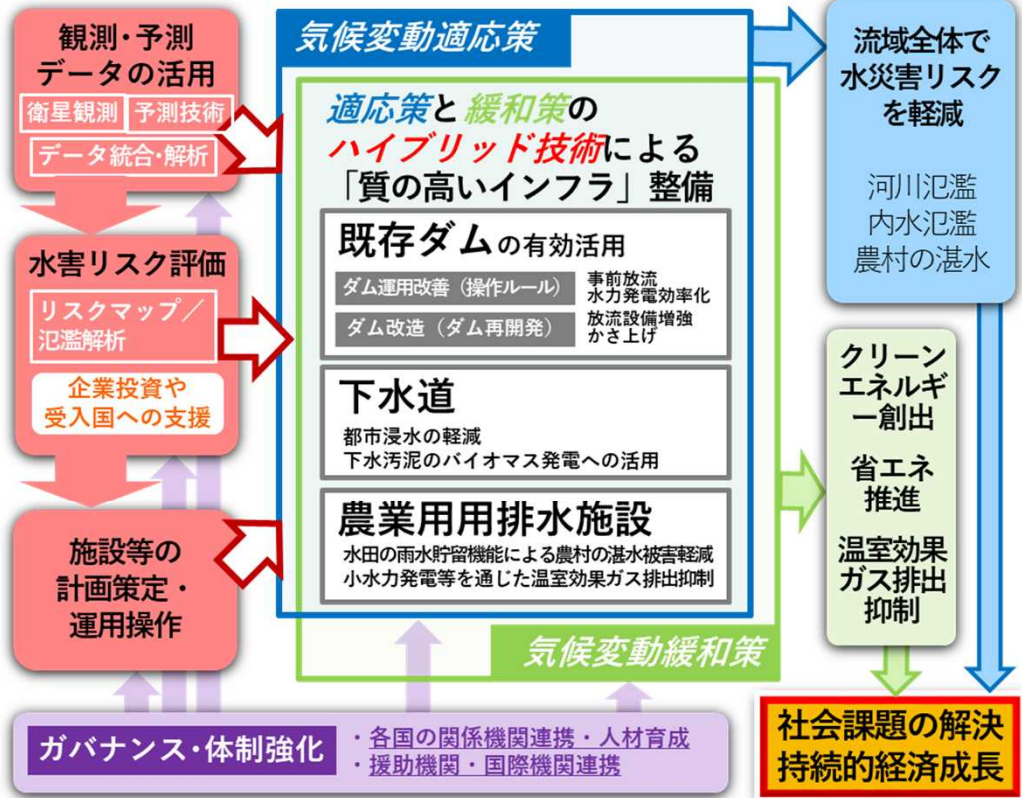 観測・予測
データの活用
衛星観測 予測技術
データ統合・解析
水害リスク評価
リスクマップ／
氾濫解析
企業投資や
受入国への支援
施設等の
計画策定・
運用操作
気候変動適応策
適応策と緩和策の
ハイブリッド技術による
「質の高いインフラ」整備
既存ダムの有効活用
ダム運用改善（操作ルール）
事前放流
水力発電効率化
ダム改造（ダム再開発）
放流設備増強
かさ上げ
下水道
都市浸水の軽減
下水汚泥のバイオマス発電への活用
農業用用排水施設
水田の雨水貯留機能による農村の湛水被害軽減
小水力発電等を通じた温室効果ガス排出抑制
気候変動緩和策
流域全体で
水災害リスク
を軽減
河川氾濫
内水氾濫
農村の湛水
クリーン
エネルギ
ー創出
省エネ
推進
温室効果
ガス排出
抑制
ガバナンス・体制強化
・各国の関係機関連携・人材育成
・援助機関・国際機関連携
社会課題の解決
持続的経済成長